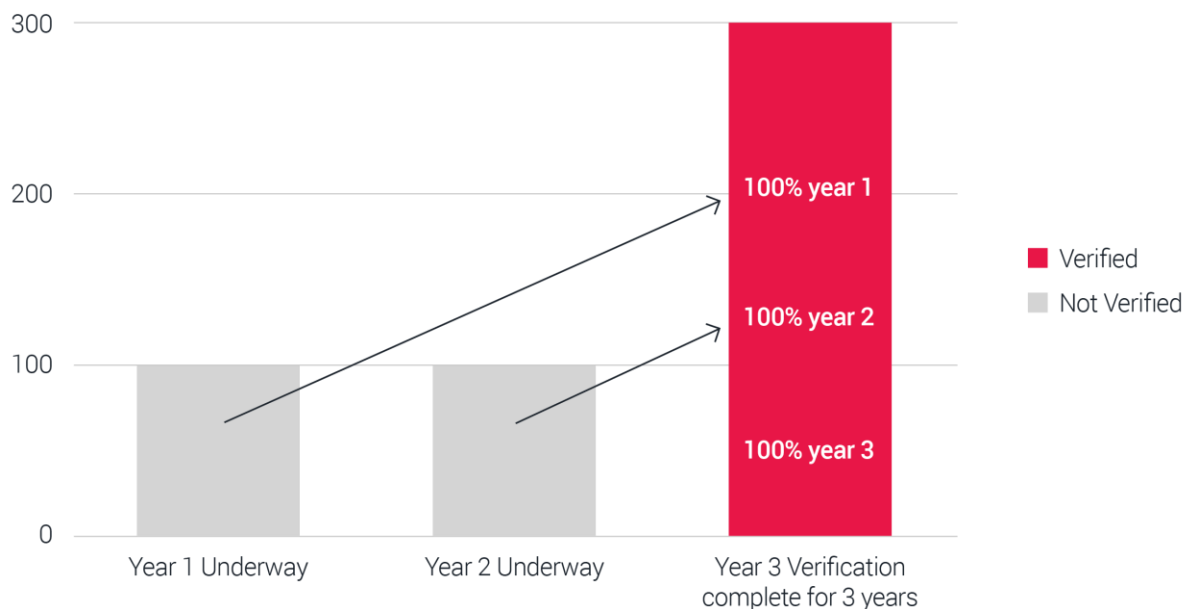 300
200
100
0
100% year 1
100% year 2
100% year 3
Year 1 Underway
Year 2 Underway
Year 3 Verification
complete for 3 years
Verified
Not Verified